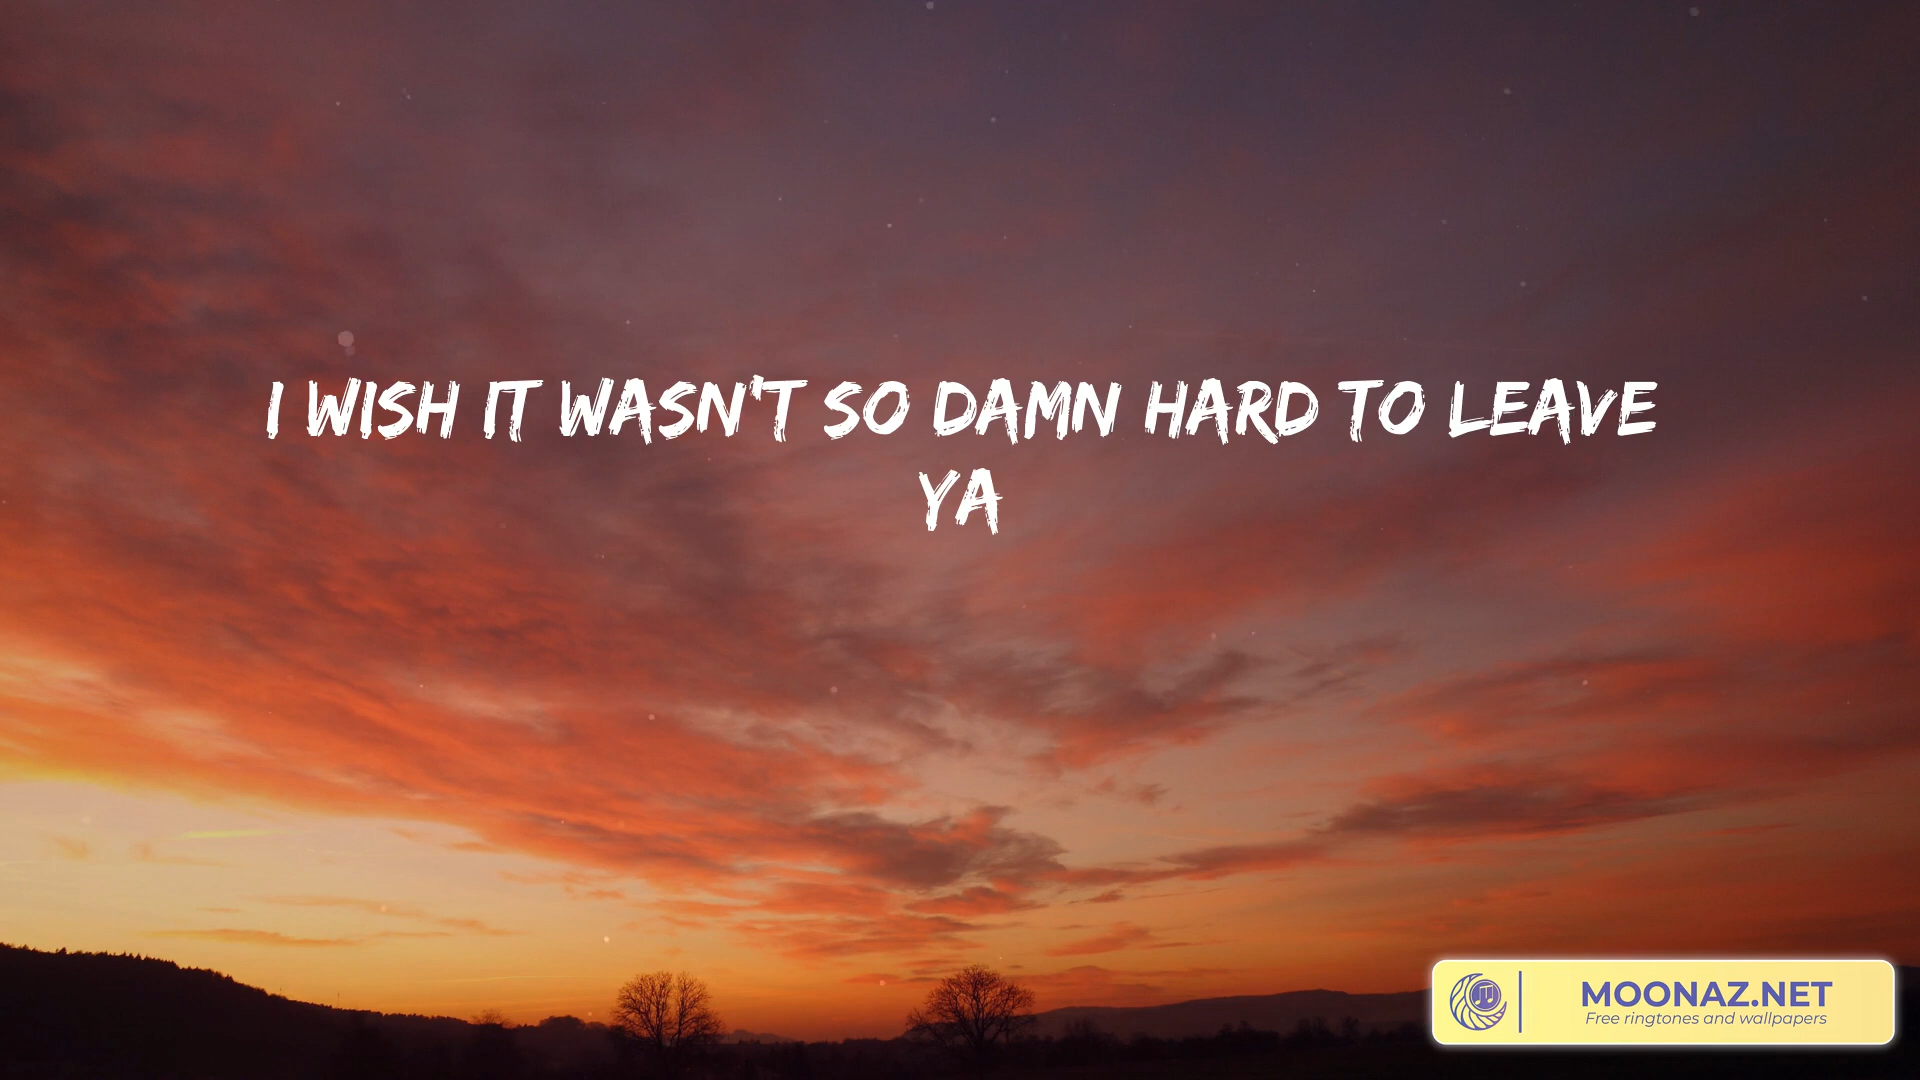 I WISH IT WASN'T SO DAMN HARD TO LEAVE
YA
MOONAZ.NET
Free ringtones and wallpapers